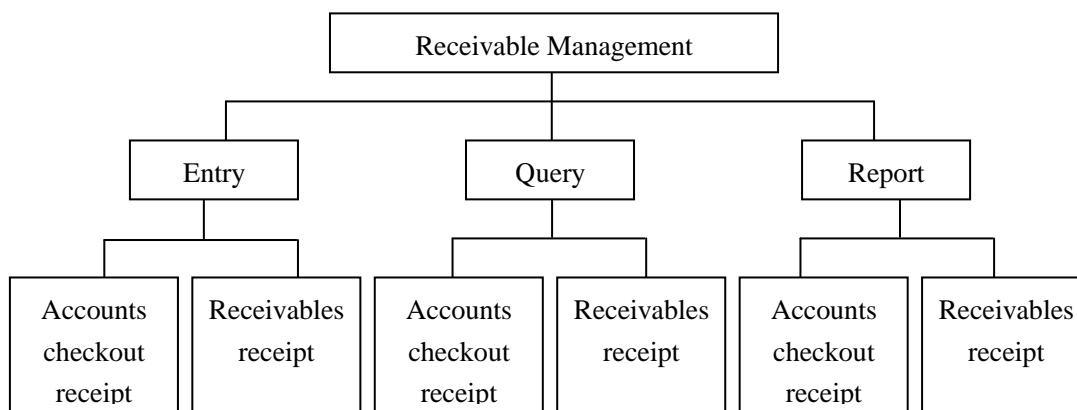 Receivable Management
Entry
Query
Report
Accounts
checkout
receipt
Receivables
receipt
Accounts
checkout
receipt
Receivables
receipt
Accounts
checkout
receipt
Receivables
receipt